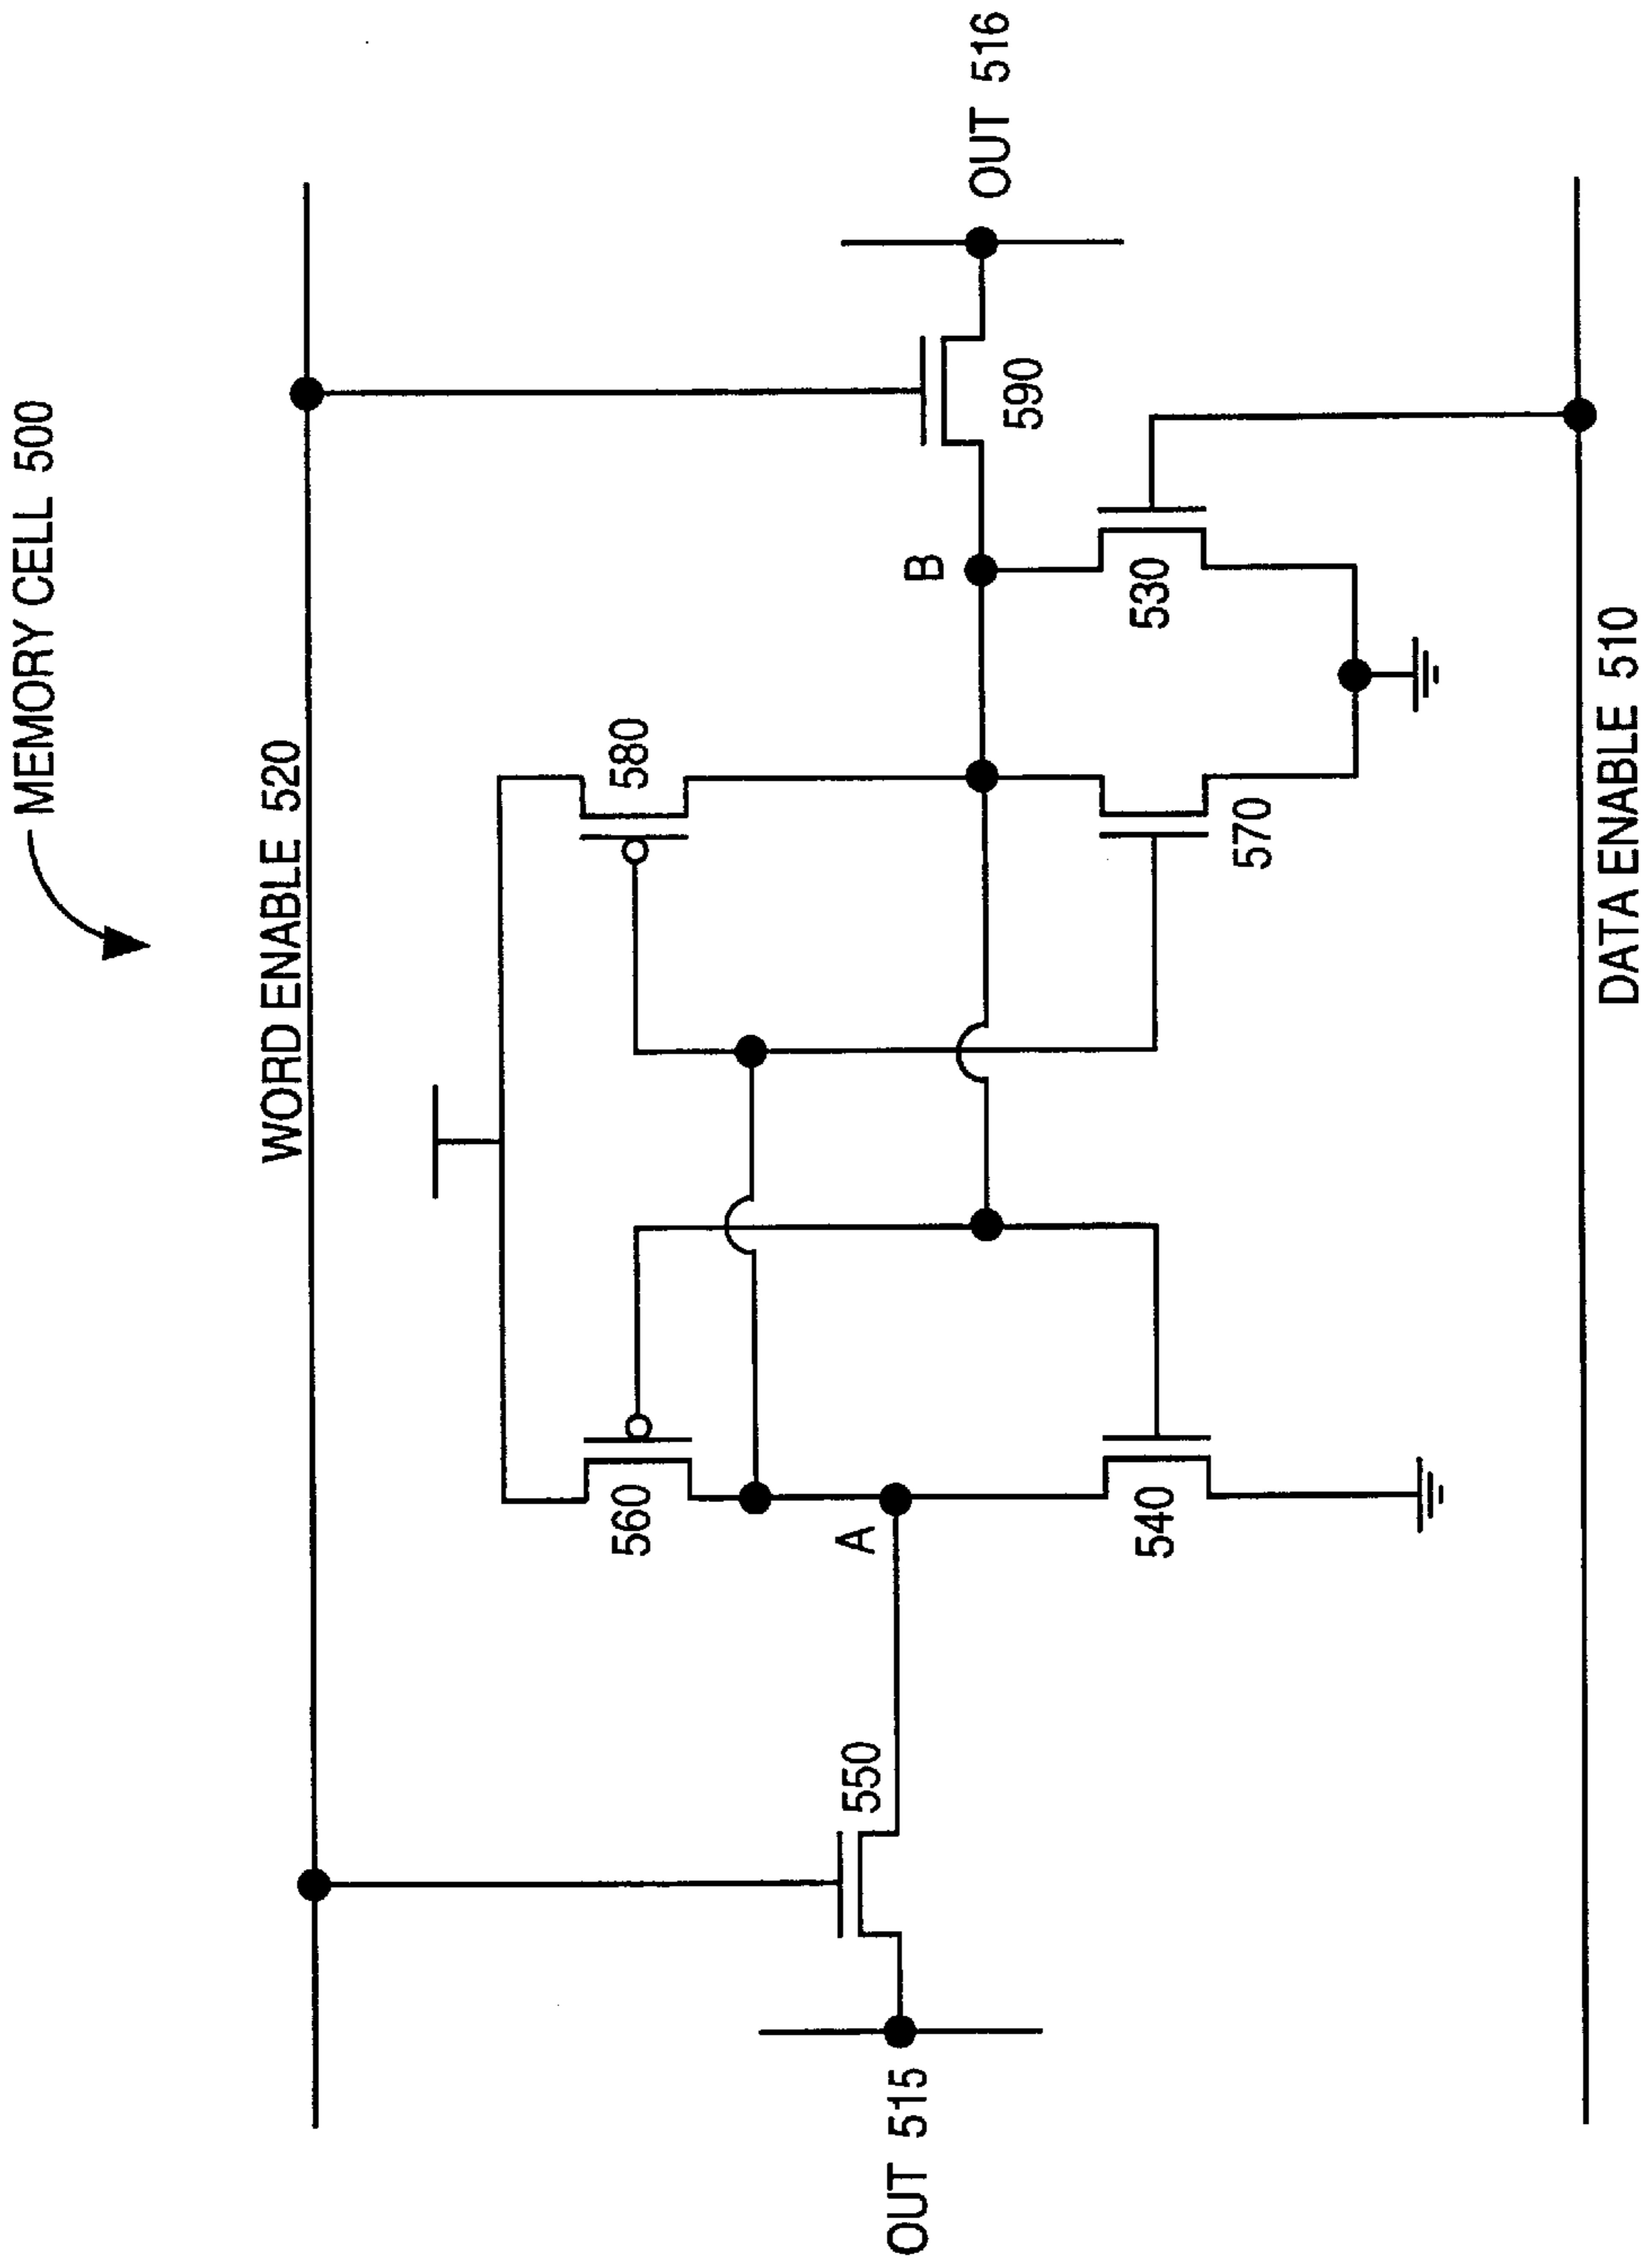 MEMORY CELL 500
WORD ENABLE 520
560
580
A
B
550
590
OUT 515
OUT 516
540
570
530
DATA ENABLE 510